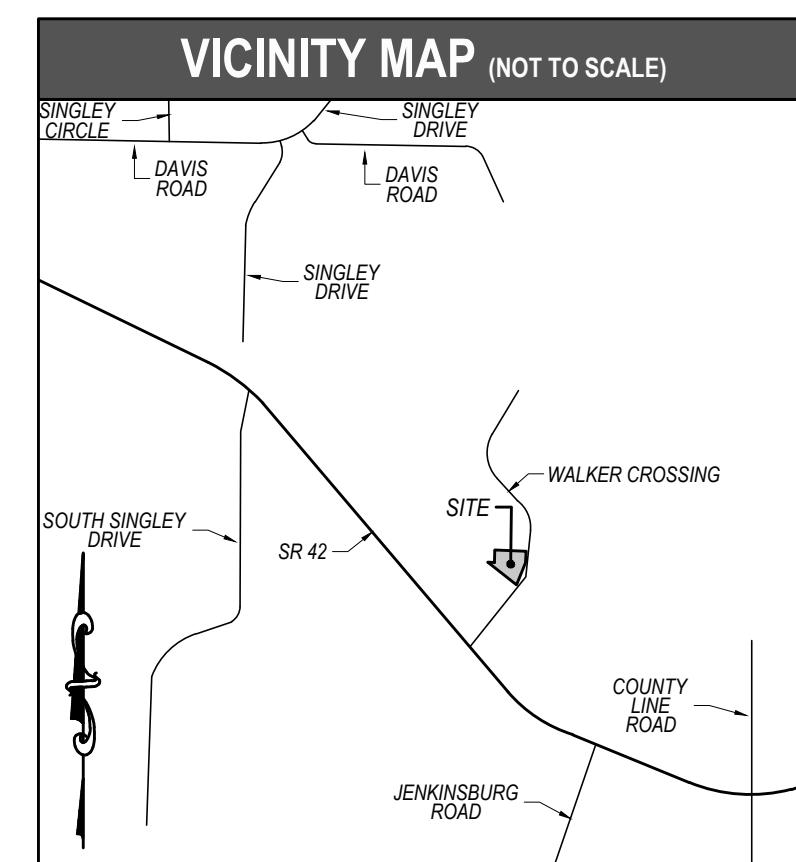 VICINITY MAP (NOT TO SCALE)
SINGLEY
CIRCLE
SINGLEY
DRIVE
DAVIS
ROAD
DAVIS
ROAD
SINGLEY
DRIVE
WALKER CROSSING
SITE
SOUTH SINGLEY
DRIVE
SR 42
COUNTY
LINE
ROAD
JENKINSBURG
ROAD